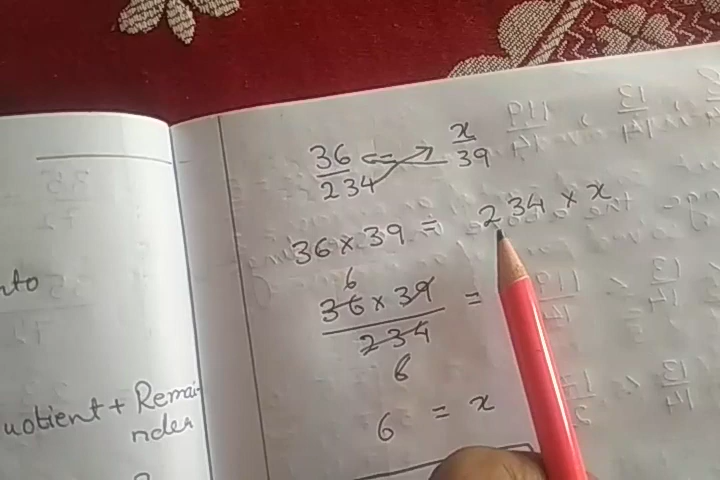 36/234 = x/39
36 × 39 = 234 × x
6
36 × 39 / 234 =
6
6 = x
nto
uotient + Remai-
nder